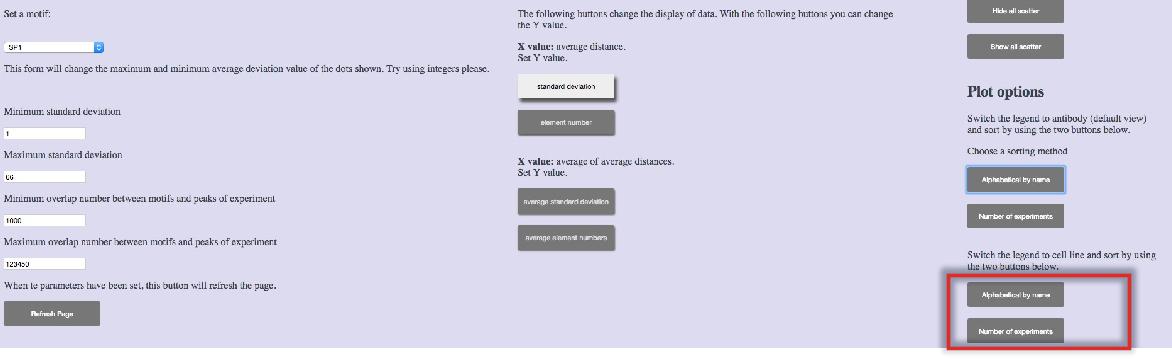 Set a motif:
SP1
This form will change the maximum and minimum average deviation value of the dots shown. Try using integers please.
Minimum standard deviation
1
Maximum standard deviation
66
Minimum overlap number between motifs and peaks of experiment
1000
Maximum overlap number between motifs and peaks of experiment
123450
When te parameters have been set, this button will refresh the page.
Refresh Page
The following buttons change the display of data. With the following buttons you can change
the Y value.
X value: average distance.
Set Y value.
standard deviation
element number
X value: average of average distances.
Set Y value.
average standard deviation
average element numbers
Hide all scatter
Show all scatter
Plot options
Switch the legend to antibody (default view)
and sort by using the two buttons below.
Choose a sorting method
Alphabetical by name
Number of experiments
Switch the legend to cell line and sort by using
the two buttons below.
Alphabetical by name
Number of experiments